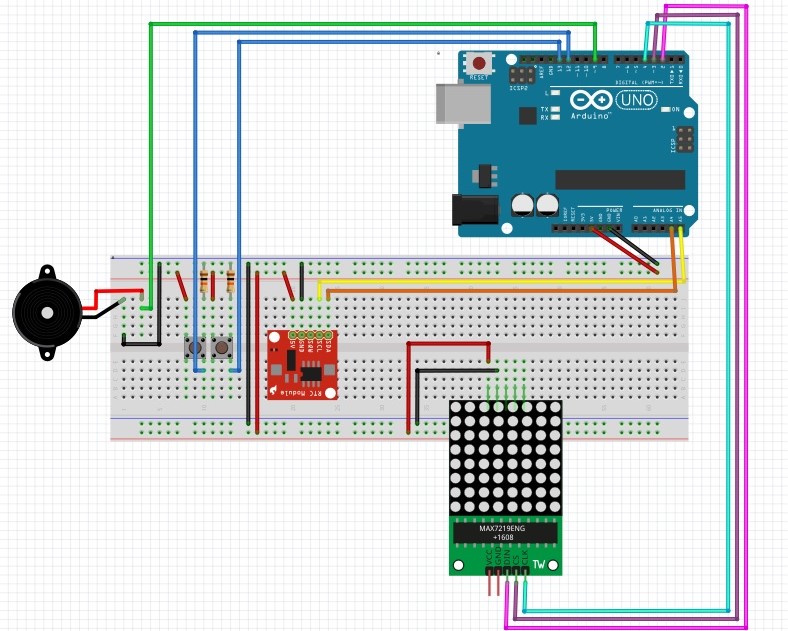 RESET
ICSP2
AREF
GND
13
12
~11
~10
~9
8
7
~6
~5
4
~3
2
TX→1
RX←0
DIGITAL (PWM=~)
L
TX
RX
UNO
Arduino™
ON
ICSP
IOREF
RESET
3V3
5V
GND
GND
VIN
POWER
ANALOG IN
A0
A1
A2
A3
A4
A5
5V
GND
SQW
SCL
SDA
RTC Module
MAX7219ENG
+1608
VCC
GND
DIN
CS
CLK
TW